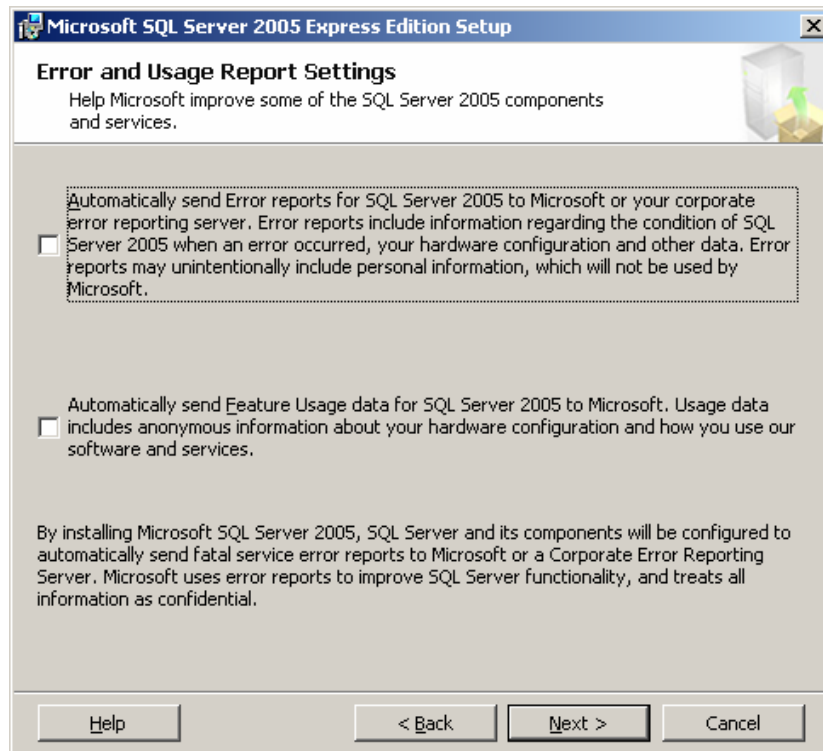 Microsoft SQL Server 2005 Express Edition Setup
Error and Usage Report Settings
Help Microsoft improve some of the SQL Server 2005 components
and services.
Automatically send Error reports for SQL Server 2005 to Microsoft or your corporate
error reporting server. Error reports include information regarding the condition of SQL
Server 2005 when an error occurred, your hardware configuration and other data. Error
reports may unintentionally include personal information, which will not be used by
Microsoft.
Automatically send Feature Usage data for SQL Server 2005 to Microsoft. Usage data
includes anonymous information about your hardware configuration and how you use our
software and services.
By installing Microsoft SQL Server 2005, SQL Server and its components will be configured to
automatically send fatal service error reports to Microsoft or a Corporate Error Reporting
Server. Microsoft uses error reports to improve SQL Server functionality, and treats all
information as confidential.
Help
< Back
Next >
Cancel